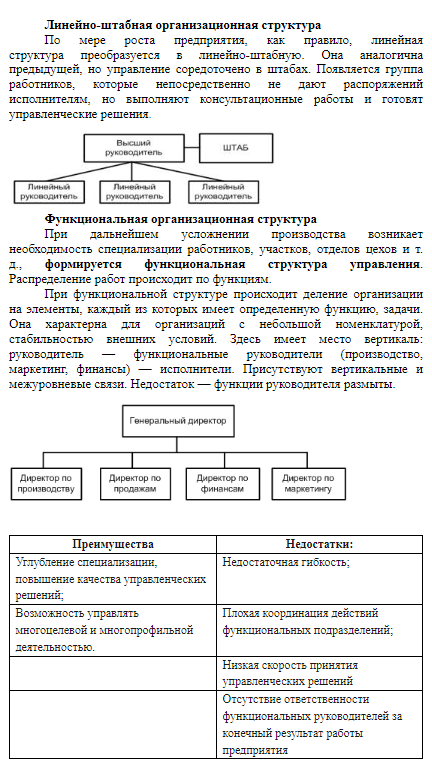 Линейно-штабная организационная структура
По мере роста предприятия, как правило, линейная
структура преобразуется в линейно-штабную. Она аналогична
предыдущей, но управление соредоточено в штабах. Появляется группа
работников, которые непосредственно не дают распоряжений
исполнителям, но выполняют консультационные работы и готовят
управленческие решения.
Высший
руководитель
ШТАБ
Линейный
руководитель
Линейный
руководитель
Линейный
руководитель
Функциональная организационная структура
При дальнейшем усложнении производства возникает
необходимость специализации работников, участков, отделов цехов и т.
д., формируется функциональная структура управления.
Распределение работ происходит по функциям.
При функциональной структуре происходит деление организации
на элементы, каждый из которых имеет определенную функцию, задачи.
Она характерна для организаций с небольшой номенклатурой,
стабильностью внешних условий. Здесь имеет место вертикаль:
руководитель — функциональные руководители (производство,
маркетинг, финансы) — исполнители. Присутствуют вертикальные и
межуровневые связи. Недостаток — функции руководителя размыты.
Генеральный директор
Директор по
производству
Директор по
продажам
Директор по
финансам
Директор по
маркетингу
Преимущества
Недостатки:
Углубление специализации,
повышение качества управленческих
решений;
Недостаточная гибкость;
Возможность управлять
многоцелевой и многопрофильной
деятельностью.
Плохая координация действий
функциональных подразделений;
Низкая скорость принятия
управленческих решений
Отсутствие ответственности
функциональных руководителей за
конечный результат работы
предприятия